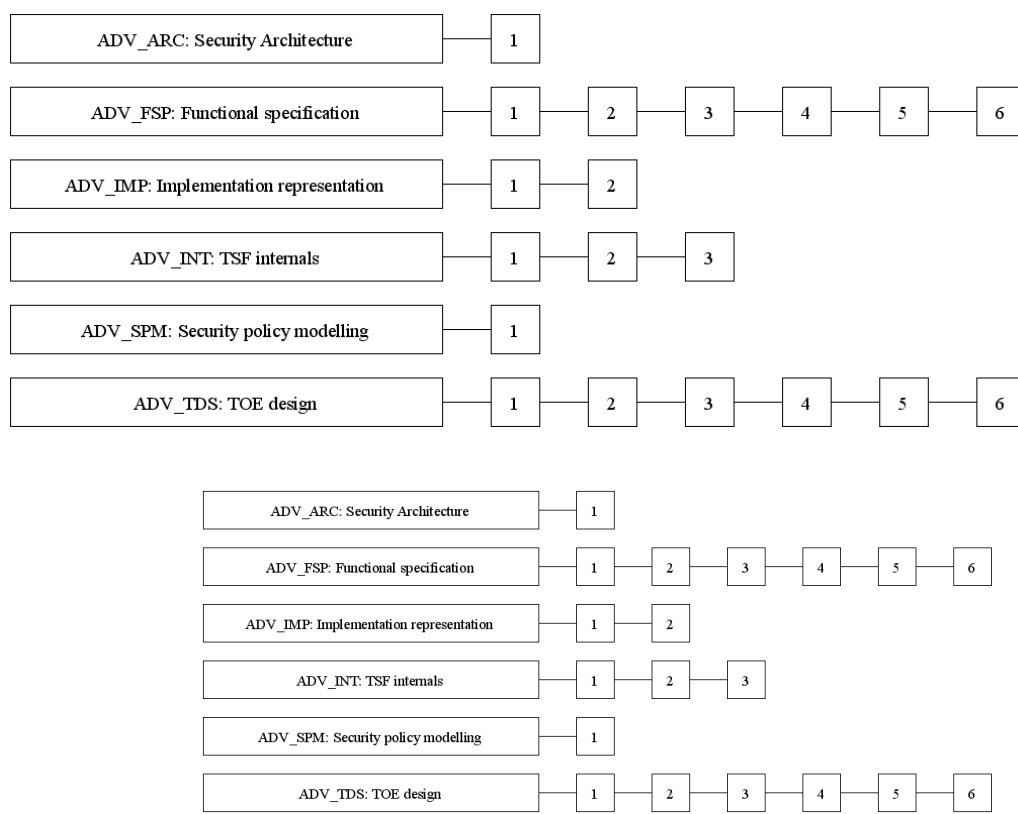 ADV_ARC: Security Architecture 1
ADV_FSP: Functional specification 1 2 3 4 5 6
ADV_IMP: Implementation representation 1 2
ADV_INT: TSF internals 1 2 3
ADV_SPM: Security policy modelling 1
ADV_TDS: TOE design 1 2 3 4 5 6
ADV_ARC: Security Architecture 1
ADV_FSP: Functional specification 1 2 3 4 5 6
ADV_IMP: Implementation representation 1 2
ADV_INT: TSF internals 1 2 3
ADV_SPM: Security policy modelling 1
ADV_TDS: TOE design 1 2 3 4 5 6